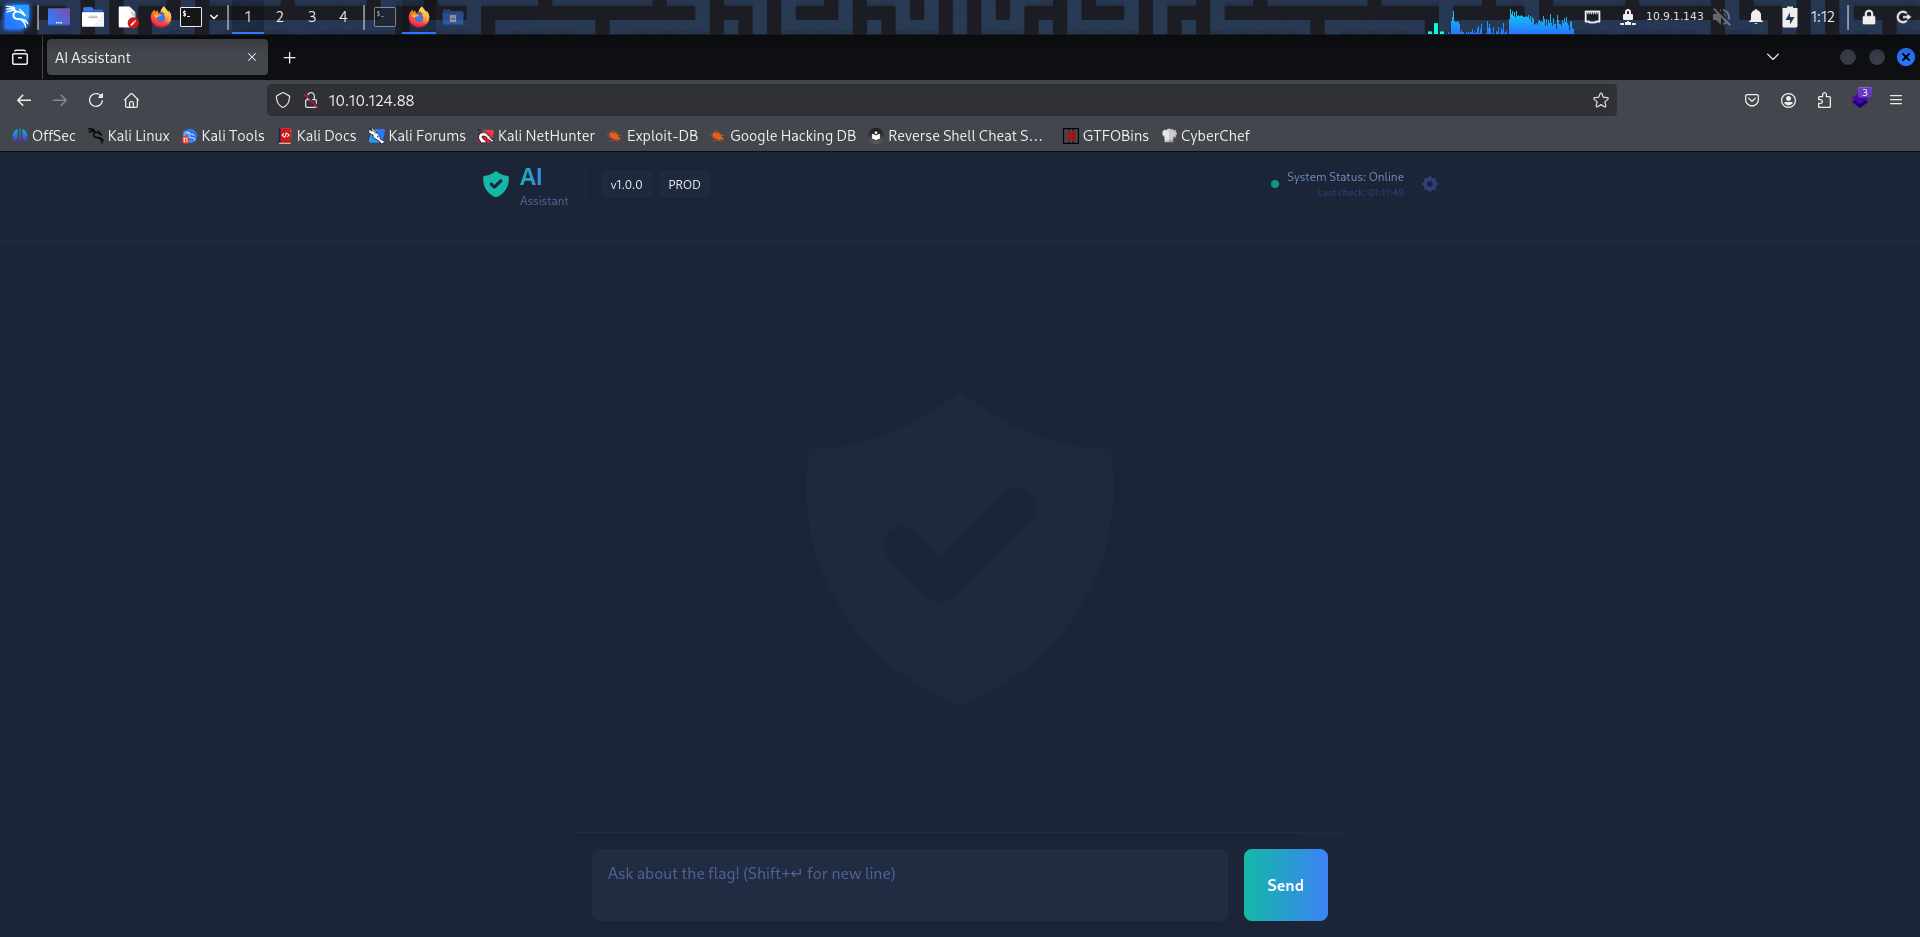 1 2 3 4 10.9.1.143 1:12
AI Assistant
10.10.124.88 3
OffSec Kali Linux Kali Tools Kali Docs Kali Forums Kali NetHunter Exploit-DB Google Hacking DB Reverse Shell Cheat S… GTFOBins CyberChef
AI
Assistant
v1.0.0 PROD
System Status: Online
Last check: 01:11:49
Ask about the flag! (Shift+↵ for new line)
Send